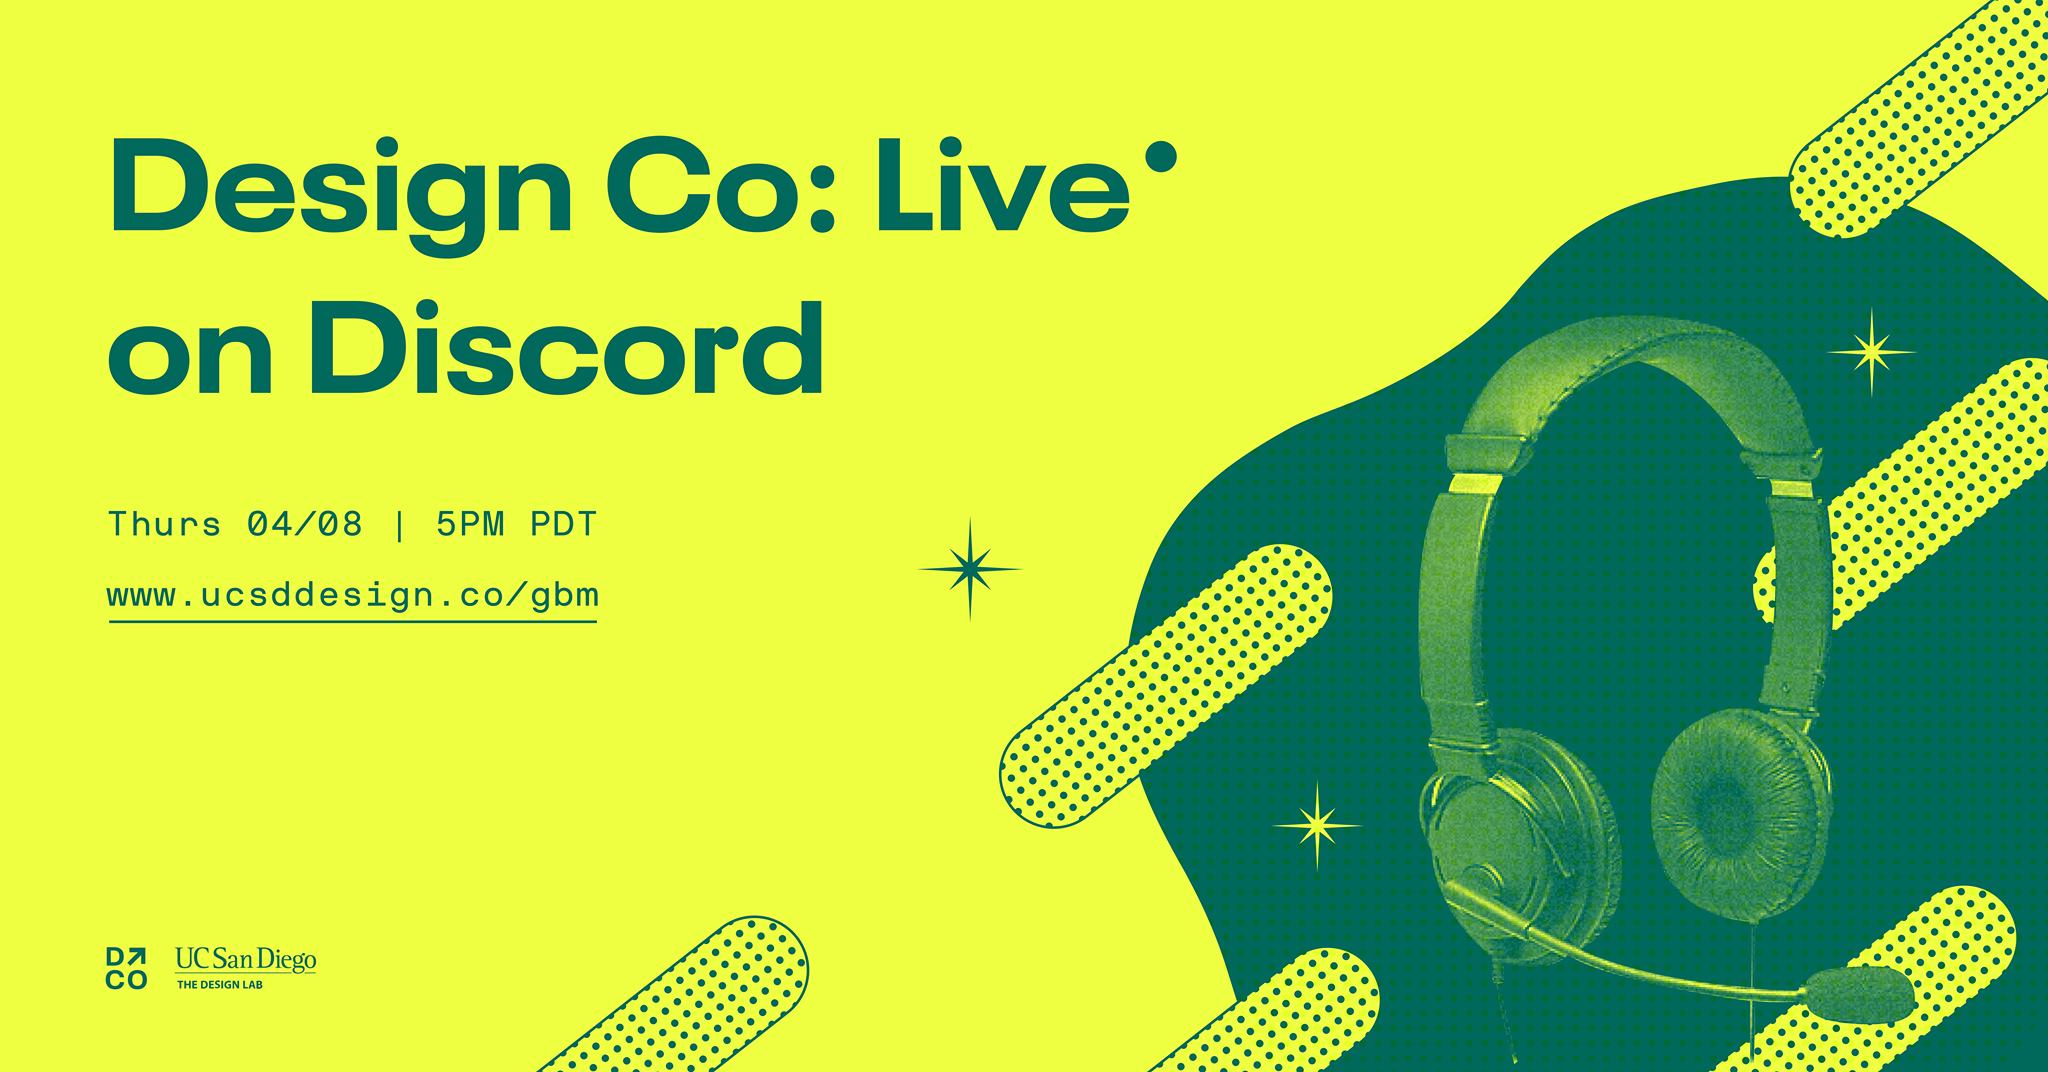 Design Co: Live
on Discord
Thurs 04/08 | 5PM PDT
www.ucsddesign.co/gbm
D↗
CO
UC San Diego
THE DESIGN LAB